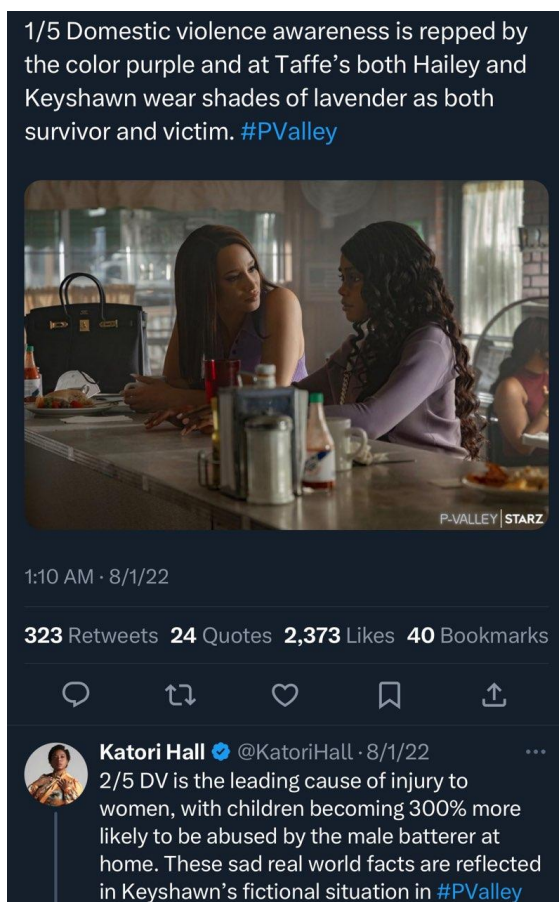 1/5 Domestic violence awareness is repped by
the color purple and at Taffe’s both Hailey and
Keyshawn wear shades of lavender as both
survivor and victim. #PValley
P-VALLEY STARZ
1:10 AM · 8/1/22
323 Retweets 24 Quotes 2,373 Likes 40 Bookmarks
Katori Hall @KatoriHall · 8/1/22
2/5 DV is the leading cause of injury to
women, with children becoming 300% more
likely to be abused by the male batterer at
home. These sad real world facts are reflected
in Keyshawn’s fictional situation in #PValley